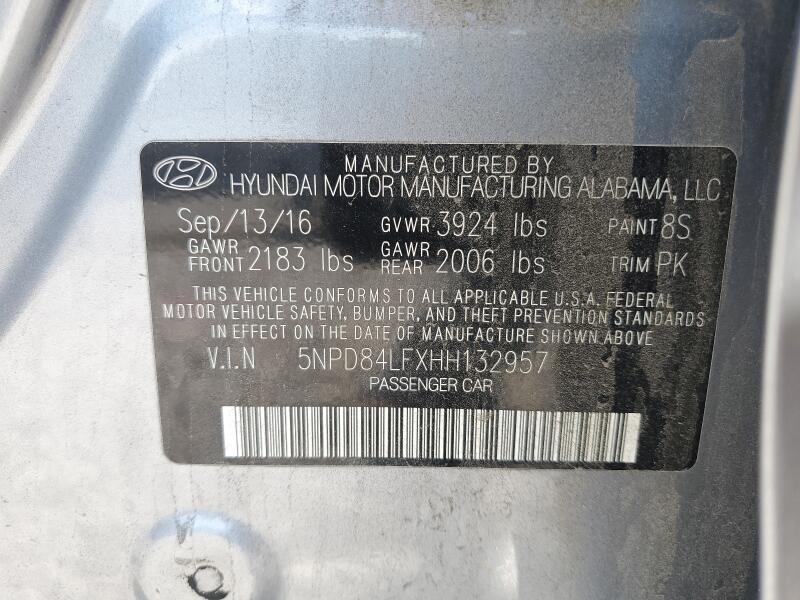 MANUFACTURED BY
HYUNDAI MOTOR MANUFACTURING ALABAMA, LLC
Sep/13/16 GVWR 3924 lbs PAINT 8S
GAWR FRONT 2183 lbs GAWR REAR 2006 lbs TRIM PK
THIS VEHICLE CONFORMS TO ALL APPLICABLE U.S.A. FEDERAL
MOTOR VEHICLE SAFETY, BUMPER, AND THEFT PREVENTION STANDARDS
IN EFFECT ON THE DATE OF MANUFACTURE SHOWN ABOVE
V.I.N 5NPD84LFXHH132957
PASSENGER CAR